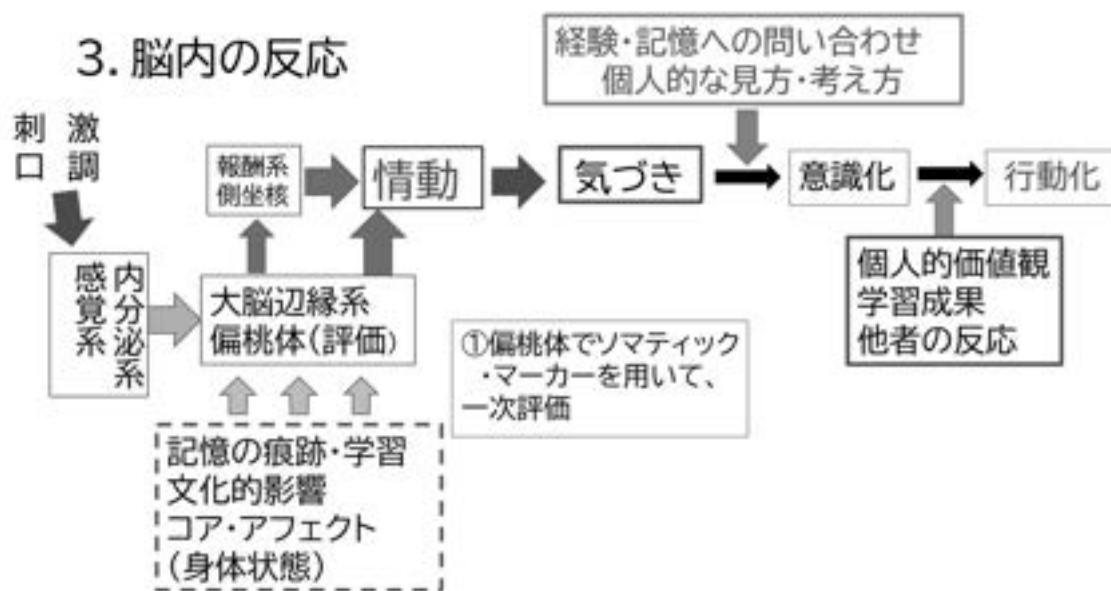 3. 脳内の反応
経験・記憶への問い合わせ
個人的な見方・考え方
刺激
口調
報酬系
側坐核
情動
気づき
意識化
行動化
内分泌系
感覚系
大脳辺縁系
偏桃体(評価)
①偏桃体でソマティック
・マーカーを用いて、
一次評価
個人的価値観
学習成果
他者の反応
記憶の痕跡・学習
文化的影響
コア・アフェクト
(身体状態)